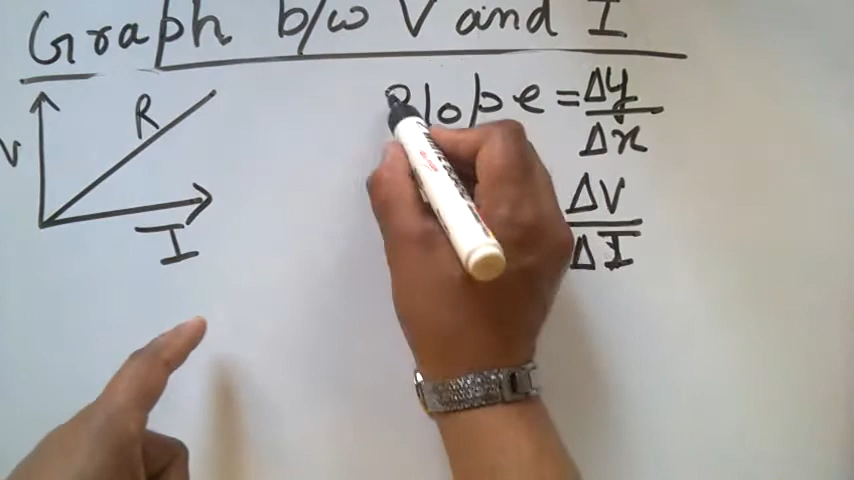 Graph b/w V and I
R
V
I
Slope = Δy/Δx
ΔV/ΔI